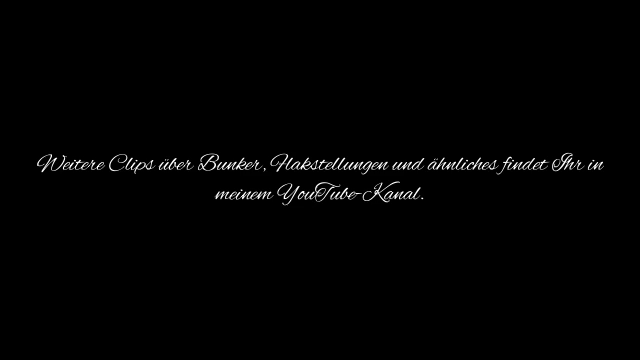 Weitere Clips über Bunker, Flakstellungen und ähnliches findet Ihr in
meinem YouTube-Kanal.